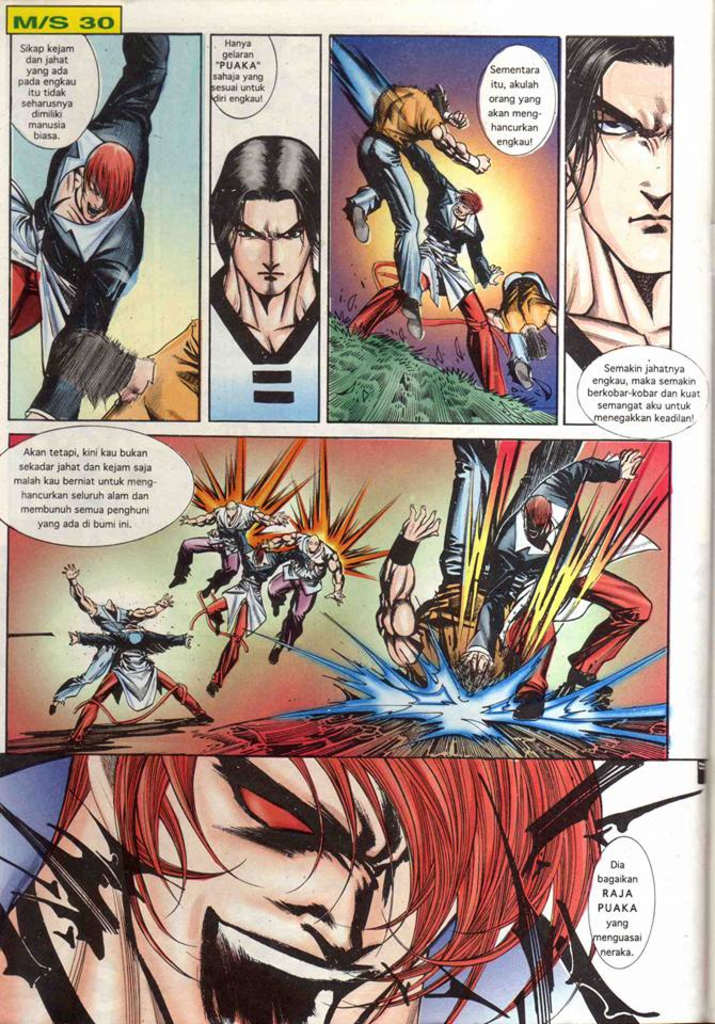 M/S 30
Sikap kejam
dan jahat
yang ada
pada engkau
itu tidak
seharusnya
dimiliki
manusia
biasa.
Hanya
gelaran
"PUAKA"
sahaja yang
sesuai untuk
diri engkau!
Sementara
itu, akulah
orang yang
akan meng-
hancurkan
engkau!
Semakin jahatnya
engkau, maka semakin
berkobar-kobar dan kuat
semangat aku untuk
menegakkan keadilan!
Akan tetapi, kini kau bukan
sekadar jahat dan kejam saja
malah kau berniat untuk meng-
hancurkan seluruh alam dan
membunuh semua penghuni
yang ada di bumi ini.
Dia
bagaikan
RAJA
PUAKA
yang
menguasai
neraka.